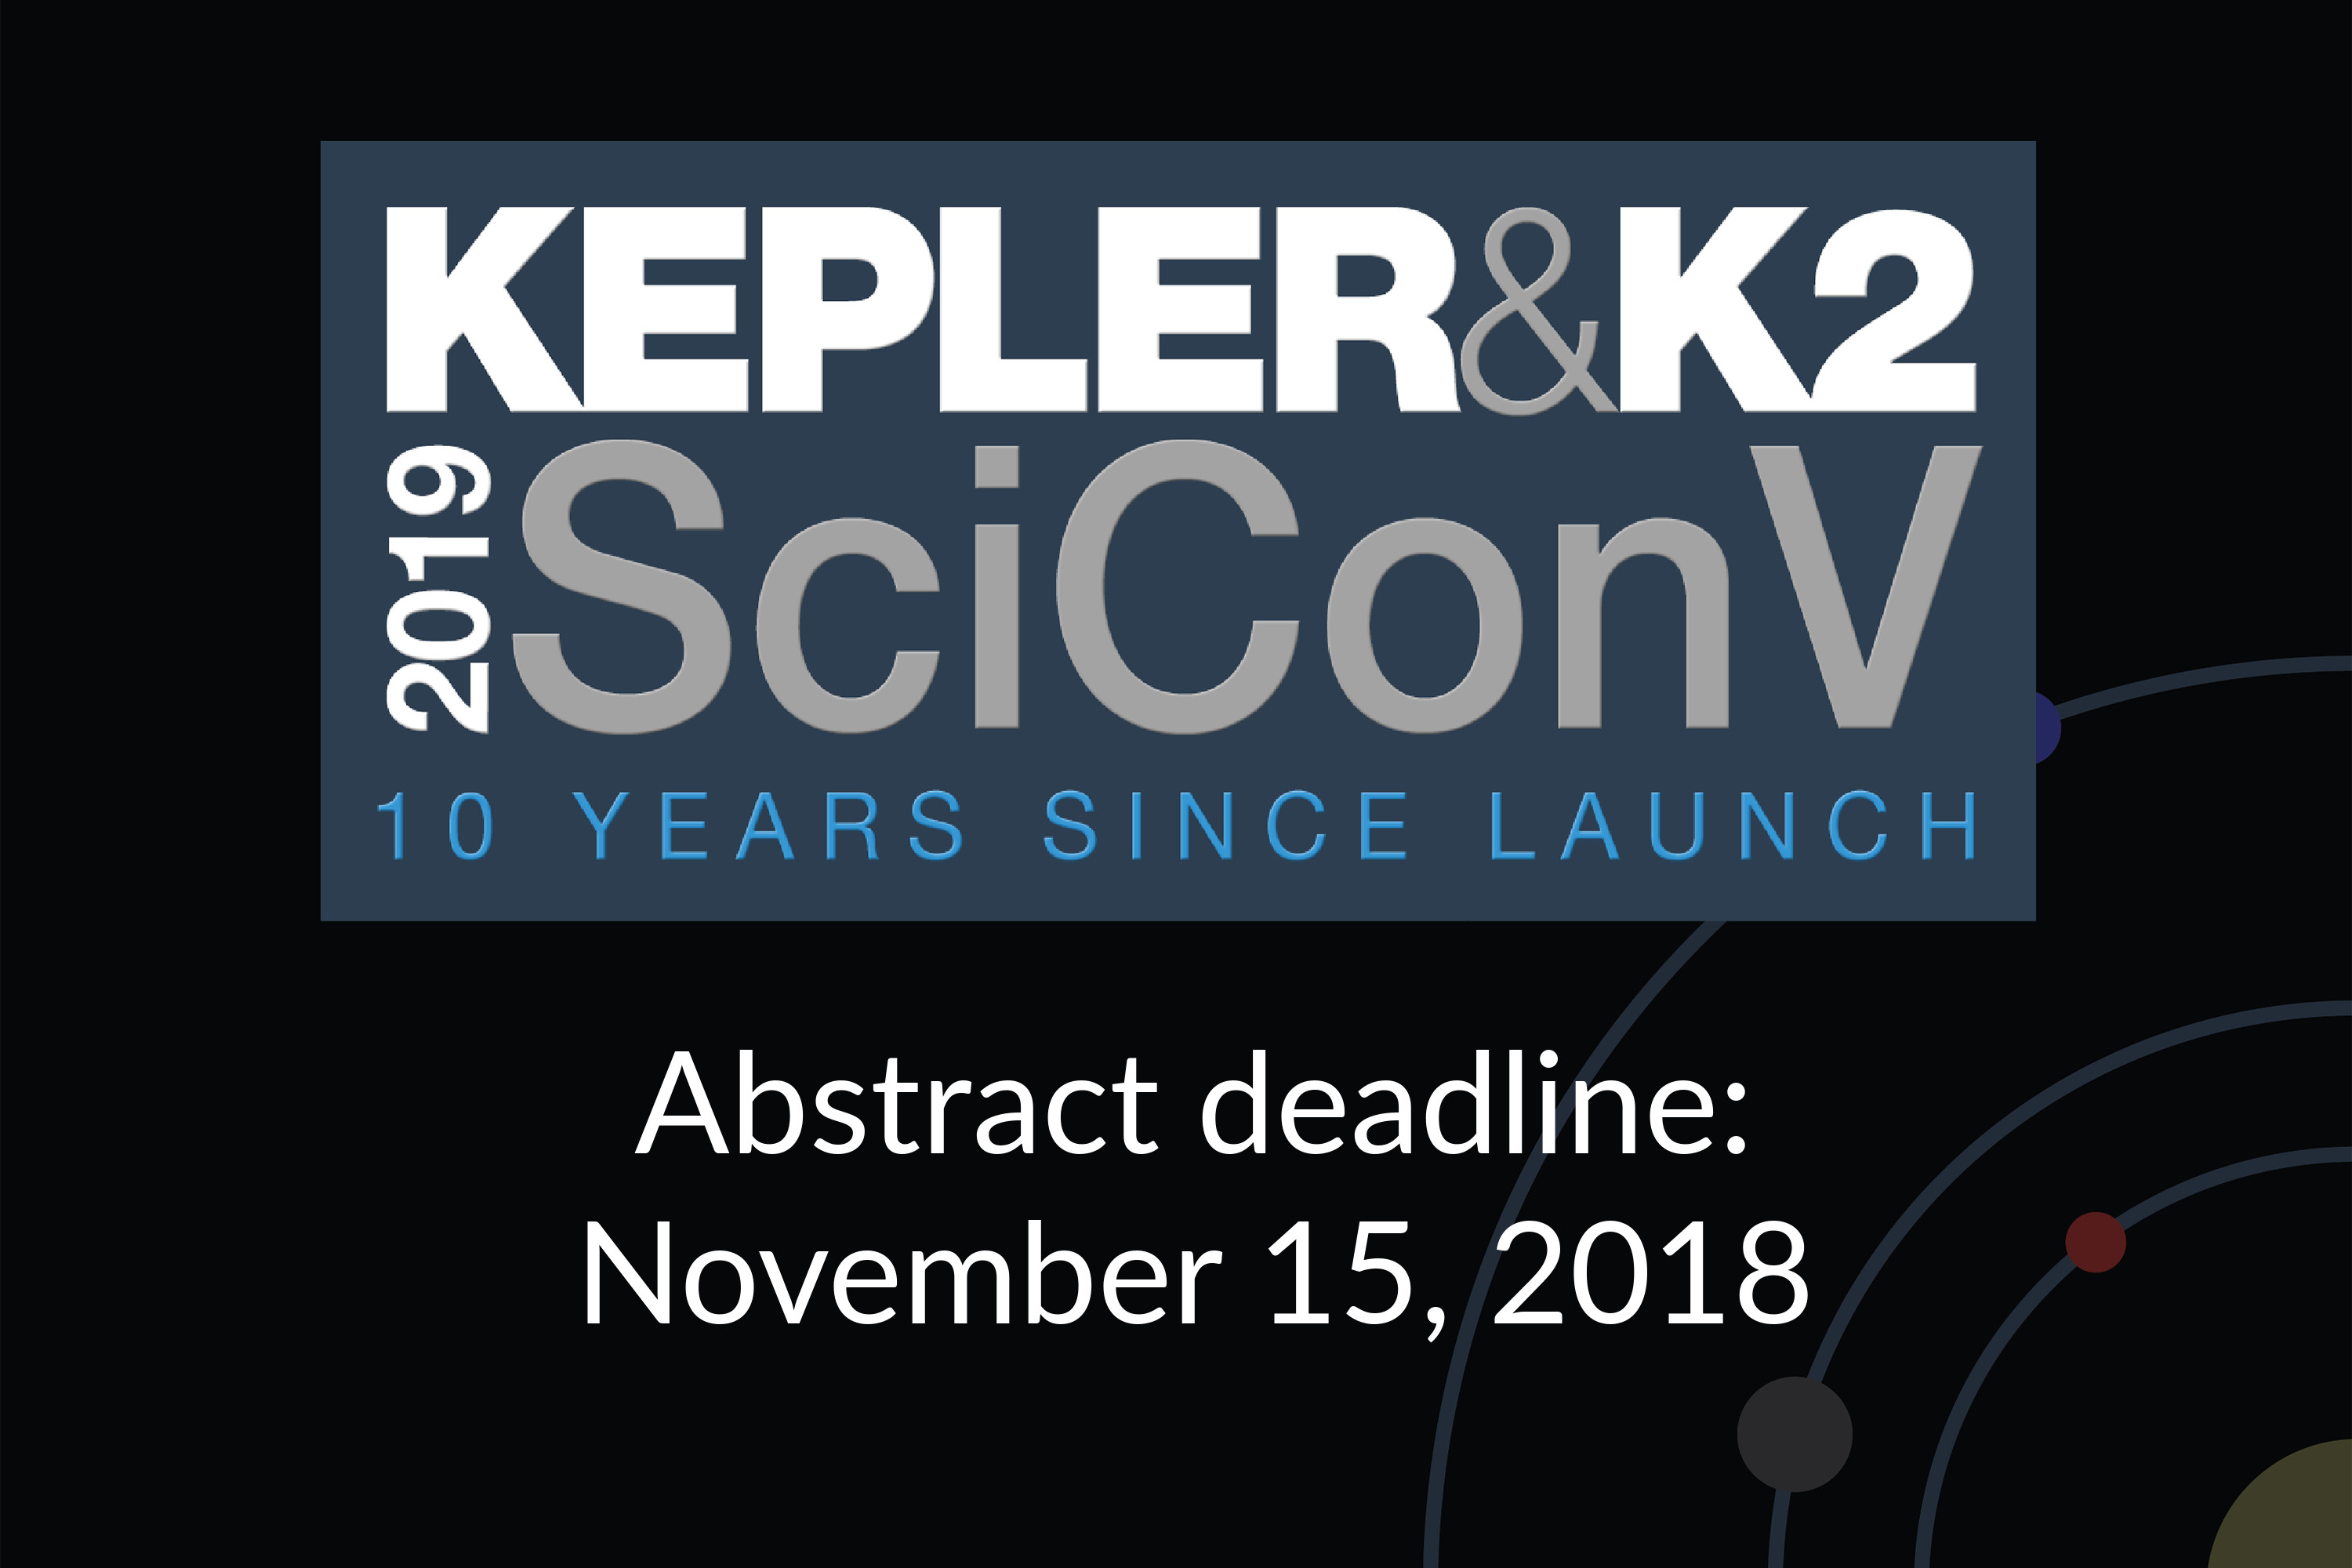 KEPLER&K2
2019
SciConV
10 YEARS SINCE LAUNCH
Abstract deadline:
November 15, 2018